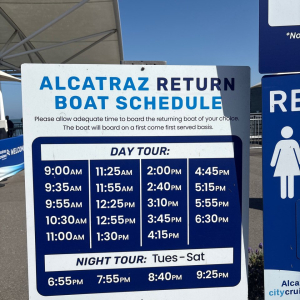 ALCATRAZ RETURN
BOAT SCHEDULE
Please allow adequate time to board the returning boat of your choice.
The boat will board on a first come first served basis.
DAY TOUR:
9:00AM 11:25AM 2:00PM 4:45PM
9:35AM 11:55AM 2:40PM 5:15PM
9:55AM 12:25PM 3:10PM 5:55PM
10:30AM 12:55PM 3:45PM 6:30PM
11:00AM 1:30PM 4:15PM
NIGHT TOUR: Tues-Sat
6:55PM 7:55PM 8:40PM 9:25PM
*No
RE
Alca
citycrui